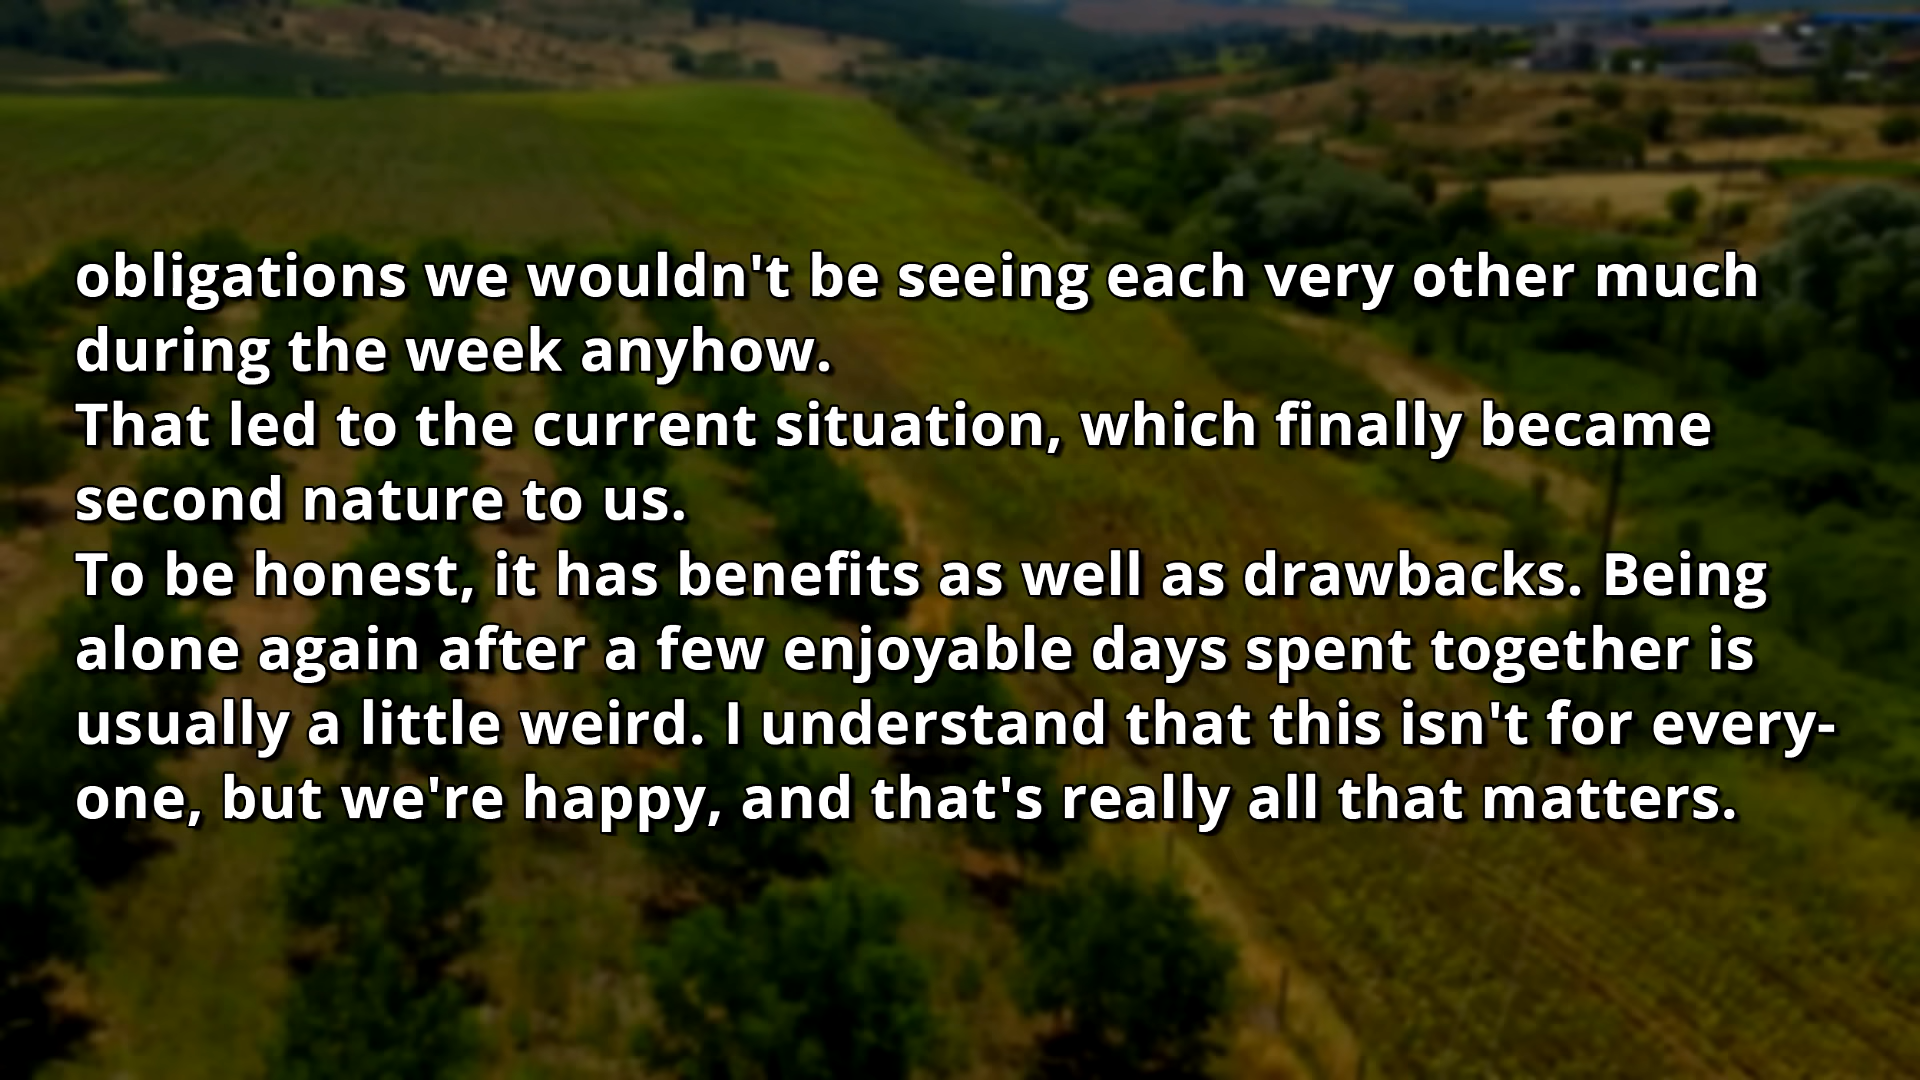 obligations we wouldn't be seeing each very other much
during the week anyhow.
That led to the current situation, which finally became
second nature to us.
To be honest, it has benefits as well as drawbacks. Being
alone again after a few enjoyable days spent together is
usually a little weird. I understand that this isn't for every-
one, but we're happy, and that's really all that matters.